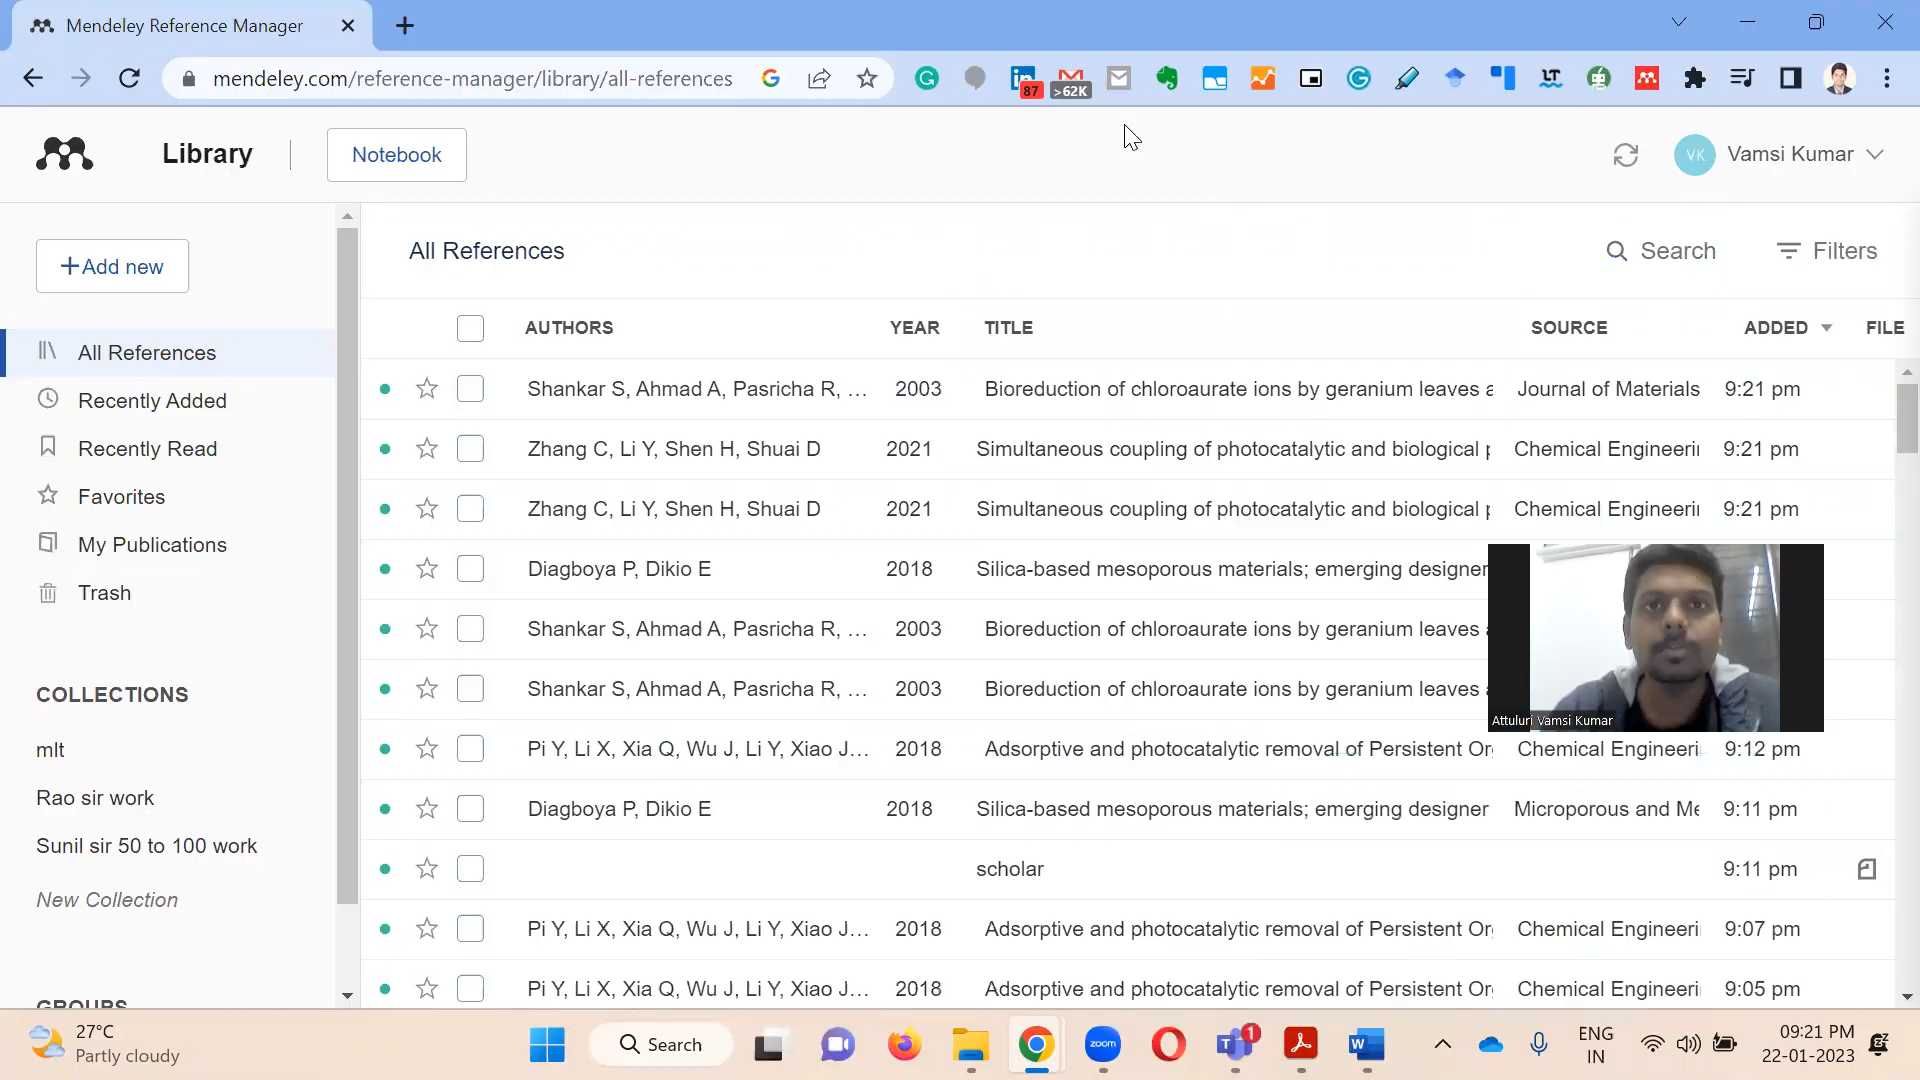 Mendeley Reference Manager
mendeley.com/reference-manager/library/all-references
87
>62K
Library
Notebook
VK
Vamsi Kumar
+Add new
All References
Recently Added
Recently Read
Favorites
My Publications
Trash
COLLECTIONS
mlt
Rao sir work
Sunil sir 50 to 100 work
New Collection
GROUPS
All References
Search
Filters
AUTHORS YEAR TITLE SOURCE ADDED FILE
Shankar S, Ahmad A, Pasricha R, ... 2003 Bioreduction of chloroaurate ions by geranium leaves a Journal of Materials 9:21 pm
Zhang C, Li Y, Shen H, Shuai D 2021 Simultaneous coupling of photocatalytic and biological p Chemical Engineerin 9:21 pm
Zhang C, Li Y, Shen H, Shuai D 2021 Simultaneous coupling of photocatalytic and biological p Chemical Engineerin 9:21 pm
Diagboya P, Dikio E 2018 Silica-based mesoporous materials; emerging designer
Shankar S, Ahmad A, Pasricha R, ... 2003 Bioreduction of chloroaurate ions by geranium leaves a
Shankar S, Ahmad A, Pasricha R, ... 2003 Bioreduction of chloroaurate ions by geranium leaves a
Attuluri Vamsi Kumar
Pi Y, Li X, Xia Q, Wu J, Li Y, Xiao J... 2018 Adsorptive and photocatalytic removal of Persistent Or Chemical Engineeri 9:12 pm
Diagboya P, Dikio E 2018 Silica-based mesoporous materials; emerging designer Microporous and Me 9:11 pm
scholar 9:11 pm
Pi Y, Li X, Xia Q, Wu J, Li Y, Xiao J... 2018 Adsorptive and photocatalytic removal of Persistent Or Chemical Engineeri 9:07 pm
Pi Y, Li X, Xia Q, Wu J, Li Y, Xiao J... 2018 Adsorptive and photocatalytic removal of Persistent Or Chemical Engineeri 9:05 pm
27°C
Partly cloudy
Search
zoom
1
ENG
IN
09:21 PM
22-01-2023